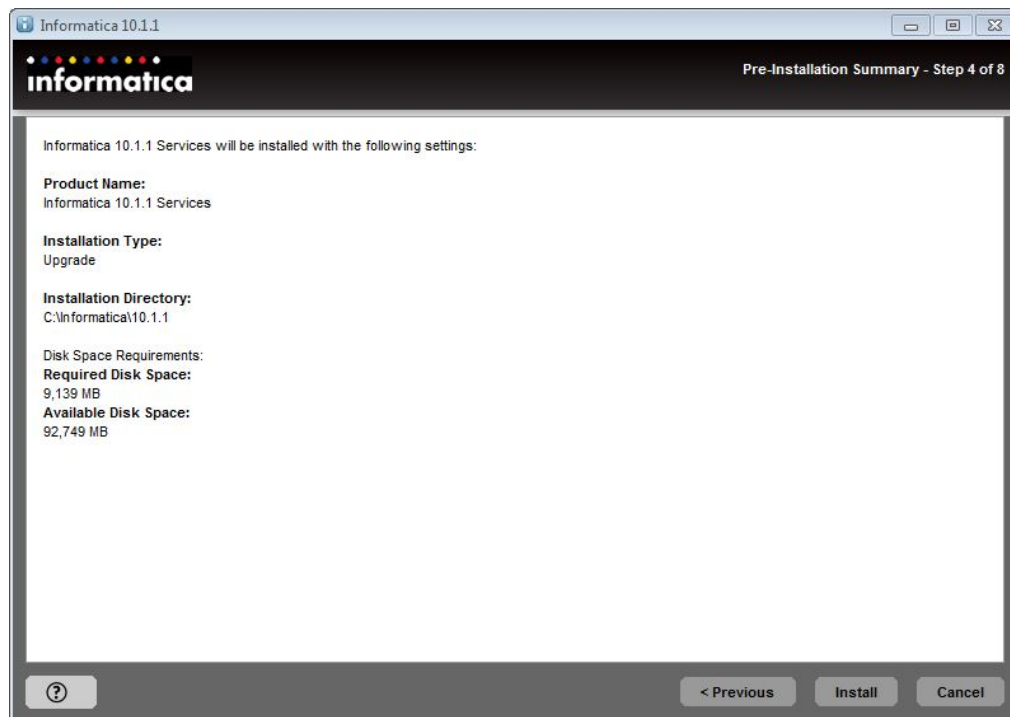 Informatica 10.1.1
informatica
Pre-Installation Summary - Step 4 of 8
Informatica 10.1.1 Services will be installed with the following settings:
Product Name:
Informatica 10.1.1 Services
Installation Type:
Upgrade
Installation Directory:
C:\Informatica\10.1.1
Disk Space Requirements:
Required Disk Space:
9,139 MB
Available Disk Space:
92,749 MB
?
< Previous
Install
Cancel